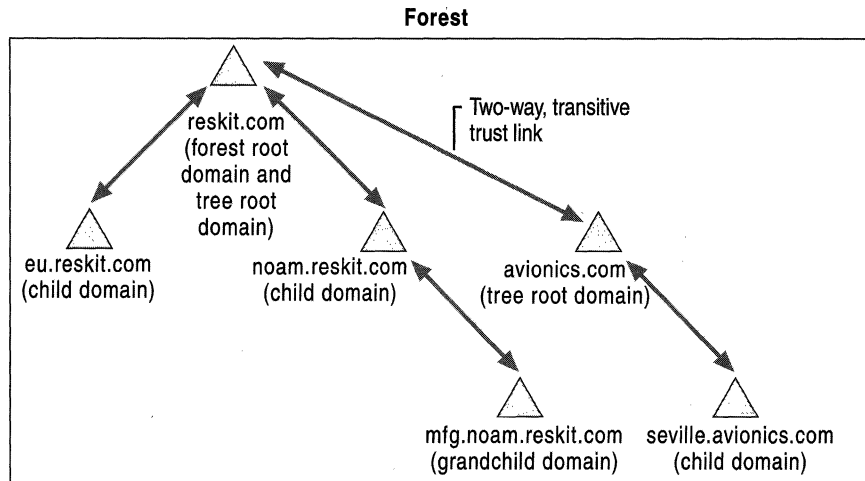 Forest
reskit.com
(forest root
domain and
tree root
domain)
Two-way, transitive
trust link
eu.reskit.com
(child domain)
noam.reskit.com
(child domain)
avionics.com
(tree root domain)
mfg.noam.reskit.com
(grandchild domain)
seville.avionics.com
(child domain)